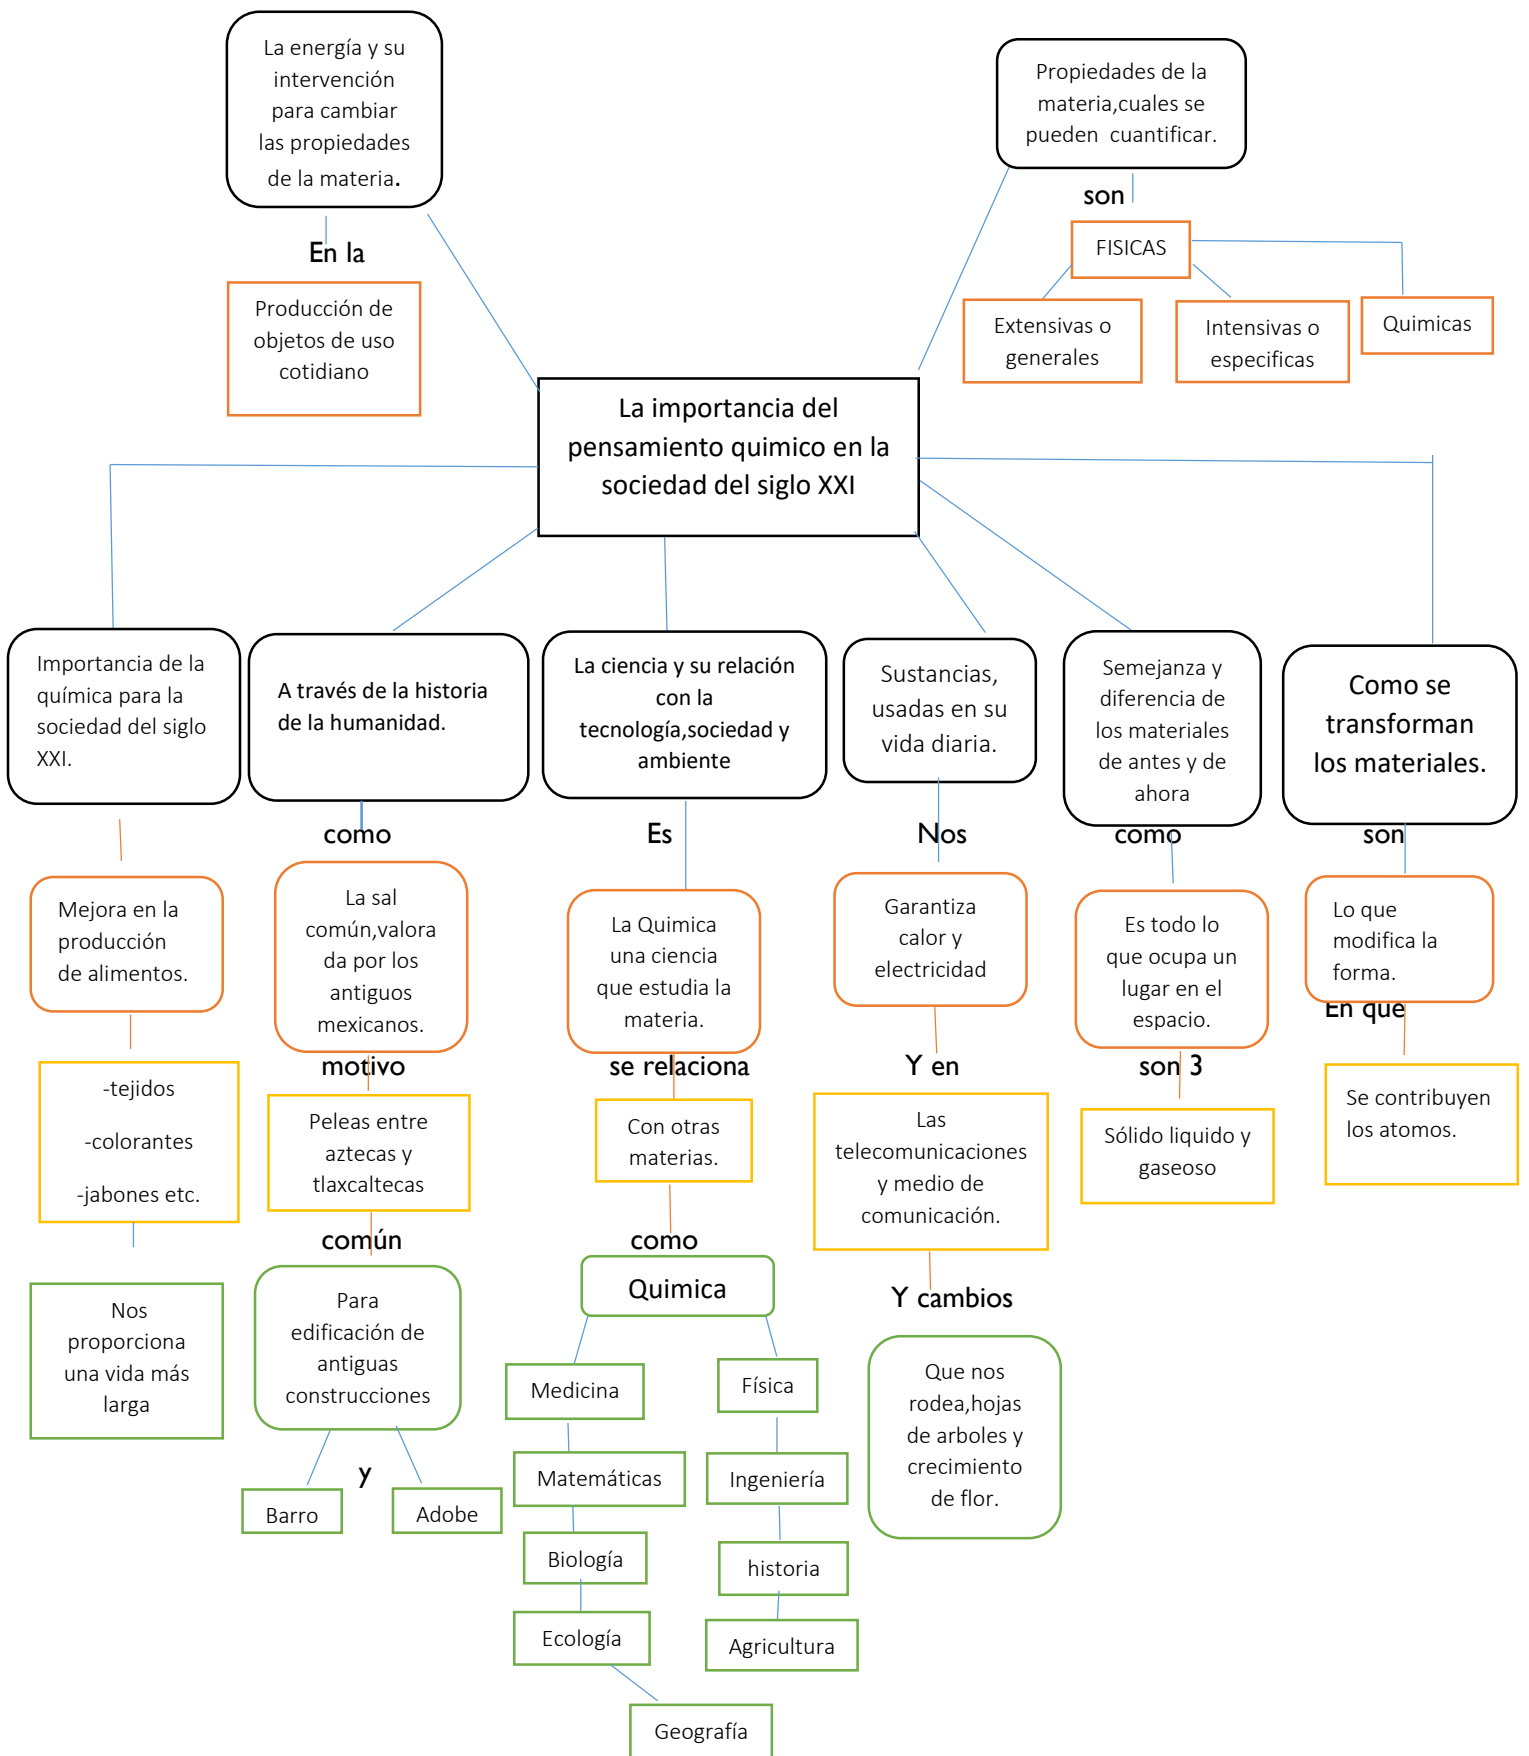 La energía y su
intervención
para cambiar
las propiedades
de la materia.
En la
Producción de
objetos de uso
cotidiano
Propiedades de la
materia,cuales se
pueden cuantificar.
son
FISICAS
Extensivas o
generales
Intensivas o
especificas
Quimicas
La importancia del
pensamiento quimico en la
sociedad del siglo XXI
Importancia de la
química para la
sociedad del siglo
XXI.
Mejora en la
producción
de alimentos.
-tejidos
-colorantes
-jabones etc.
Nos
proporciona
una vida más
larga
A través de la historia
de la humanidad.
como
La sal
común,valora
da por los
antiguos
mexicanos.
motivo
Peleas entre
aztecas y
tlaxcaltecas
común
Para
edificación de
antiguas
construcciones
y
Barro
Adobe
La ciencia y su relación
con la
tecnología,sociedad y
ambiente
Es
La Quimica
una ciencia
que estudia la
materia.
se relaciona
Con otras
materias.
como
Quimica
Medicina
Matemáticas
Biología
Ecología
Geografía
Física
Ingeniería
historia
Agricultura
Sustancias,
usadas en su
vida diaria.
Nos
Garantiza
calor y
electricidad
Y en
Las
telecomunicaciones
y medio de
comunicación.
Y cambios
Que nos
rodea,hojas
de arboles y
crecimiento
de flor.
Semejanza y
diferencia de
los materiales
de antes y de
ahora
como
Es todo lo
que ocupa un
lugar en el
espacio.
son 3
Sólido liquido y
gaseoso
Como se
transforman
los materiales.
son
Lo que
modifica la
forma.
En que
Se contribuyen
los atomos.